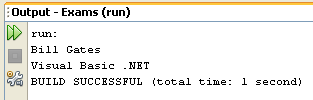 Output - Exams (run)
run:
Bill Gates
Visual Basic .NET
BUILD SUCCESSFUL (total time: 1 second)